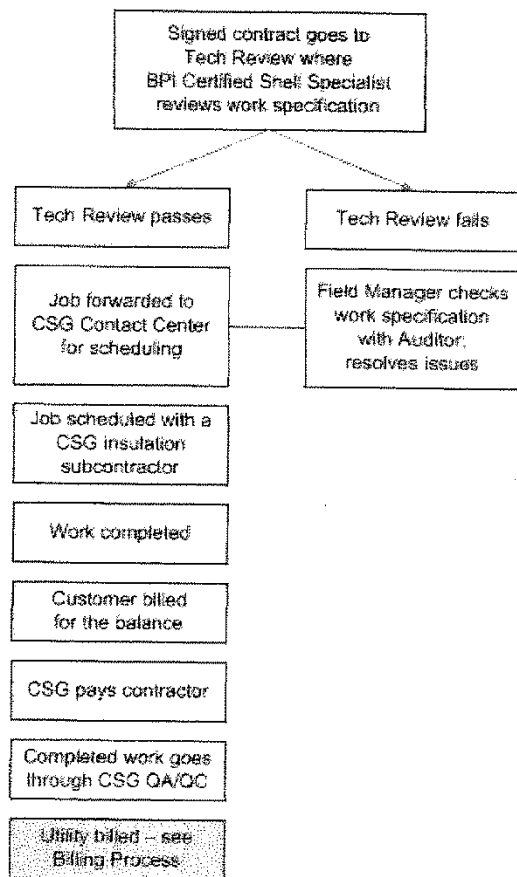 Signed contract goes to
Tech Review where
BPI Certified Shell Specialist
reviews work specification
Tech Review passes
Tech Review fails
Job forwarded to
CSG Contact Center
for scheduling
Field Manager checks
work specification
with Auditor;
resolves issues
Job scheduled with a
CSG insulation
subcontractor
Work completed
Customer billed
for the balance
CSG pays contractor
Completed work goes
through CSG QA/QC
Utility billed – see
Billing Process